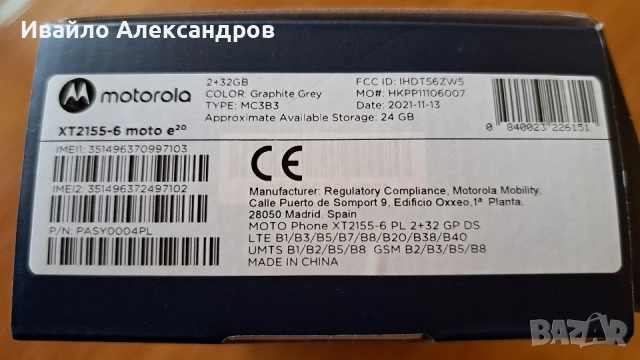 Ивайло Александров
motorola
2+32GB
COLOR: Graphite Grey
TYPE: MC3B3
Approximate Available Storage: 24 GB
FCC ID: IHDT56ZW5
MO#: HKPP11106007
Date: 2021-11-13
XT2155-6 moto e²⁰
IMEI1: 351496370997103
IMEI2: 351496372497102
P/N: PASY0004PL
0 840023 226151
CE
Manufacturer: Regulatory Compliance, Motorola Mobility,
Calle Puerto de Somport 9, Edificio Oxxeo,1ª Planta.
28050 Madrid. Spain
MOTO Phone XT2155-6 PL 2+32 GP DS
LTE B1/B3/B5/B7/B8/B20/B38/B40
UMTS B1/B2/B5/B8 GSM B2/B3/B5/B8
MADE IN CHINA
BAZAR